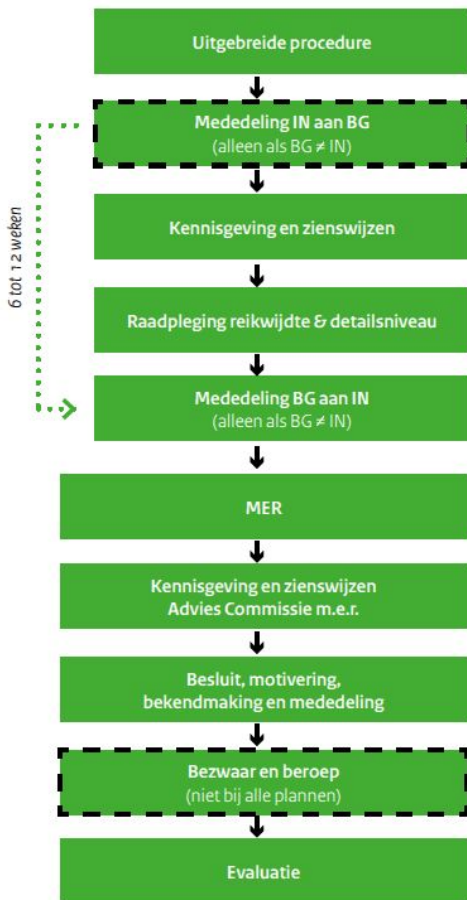 Uitgebreide procedure
Mededeling IN aan BG
(alleen als BG ≠ IN)
6 tot 12 weken
Kennisgeving en zienswijzen
Raadpleging reikwijdte & detailsniveau
Mededeling BG aan IN
(alleen als BG ≠ IN)
MER
Kennisgeving en zienswijzen
Advies Commissie m.e.r.
Besluit, motivering,
bekendmaking en mededeling
Bezwaar en beroep
(niet bij alle plannen)
Evaluatie